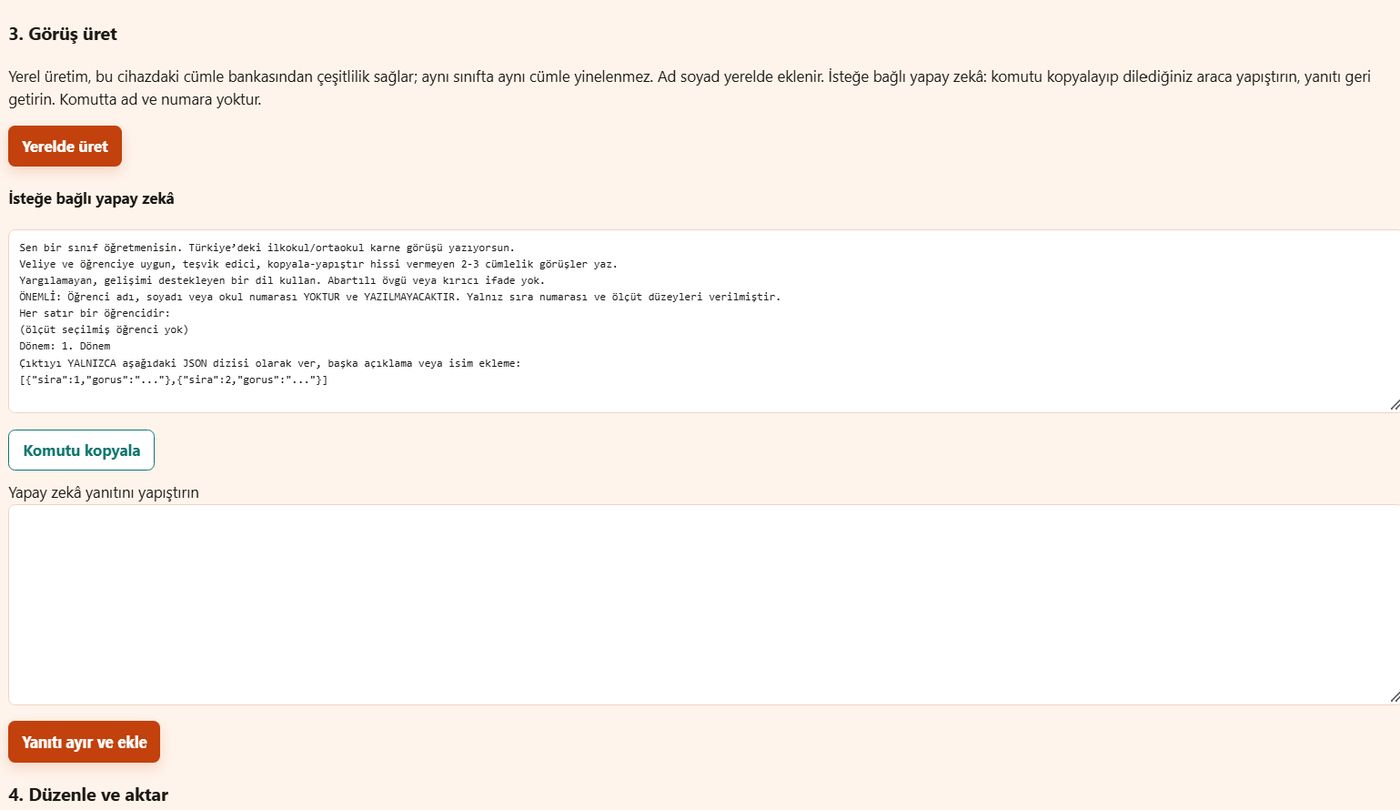 3. Görüş üret
Yerel üretim, bu cihazdaki cümle bankasından çeşitlilik sağlar; aynı sınıfta aynı cümle yinelenmez. Ad soyad yerelde eklenir. İsteğe bağlı yapay zekâ: komutu kopyalayıp dilediğiniz araca yapıştırın, yanıtı geri
getirin. Komutta ad ve numara yoktur.
Yerelde üret
İsteğe bağlı yapay zekâ
Sen bir sınıf öğretmenisin. Türkiye’deki ilkokul/ortaokul karne görüşü yazıyorsun.
Veliye ve öğrenciye uygun, teşvik edici, kopyala-yapıştır hissi vermeyen 2-3 cümlelik görüşler yaz.
Yargılamayan, gelişimi destekleyen bir dil kullan. Abartılı övgü veya kırıcı ifade yok.
ÖNEMLİ: Öğrenci adı, soyadı veya okul numarası YOKTUR ve YAZILMAYACAKTIR. Yalnız sıra numarası ve ölçüt düzeyleri verilmiştir.
Her satır bir öğrencidir:
(ölçüt seçilmiş öğrenci yok)
Dönem: 1. Dönem
Çıktıyı YALNIZCA aşağıdaki JSON dizisi olarak ver, başka açıklama veya isim ekleme:
[{"sira":1,"gorus":"..."},{"sira":2,"gorus":"..."}]
Komutu kopyala
Yapay zekâ yanıtını yapıştırın
Yanıtı ayır ve ekle
4. Düzenle ve aktar